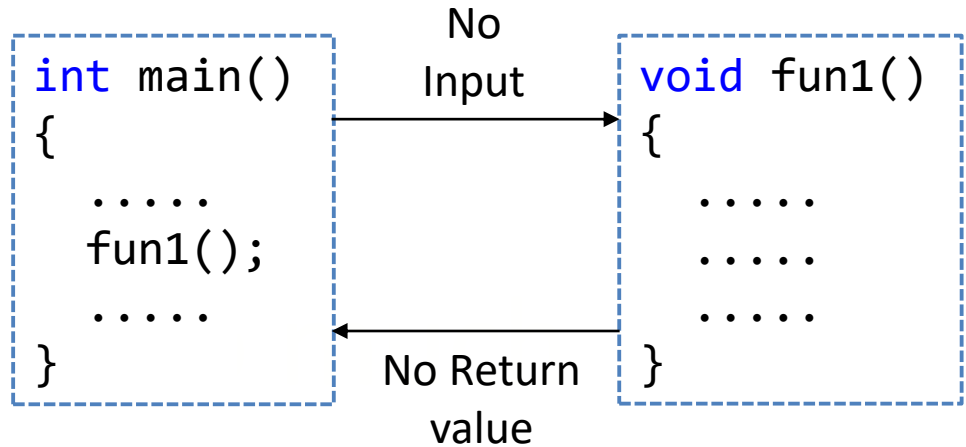 int main()
{
.....
fun1();
.....
}
No
Input
No Return
value
void fun1()
{
.....
.....
.....
}